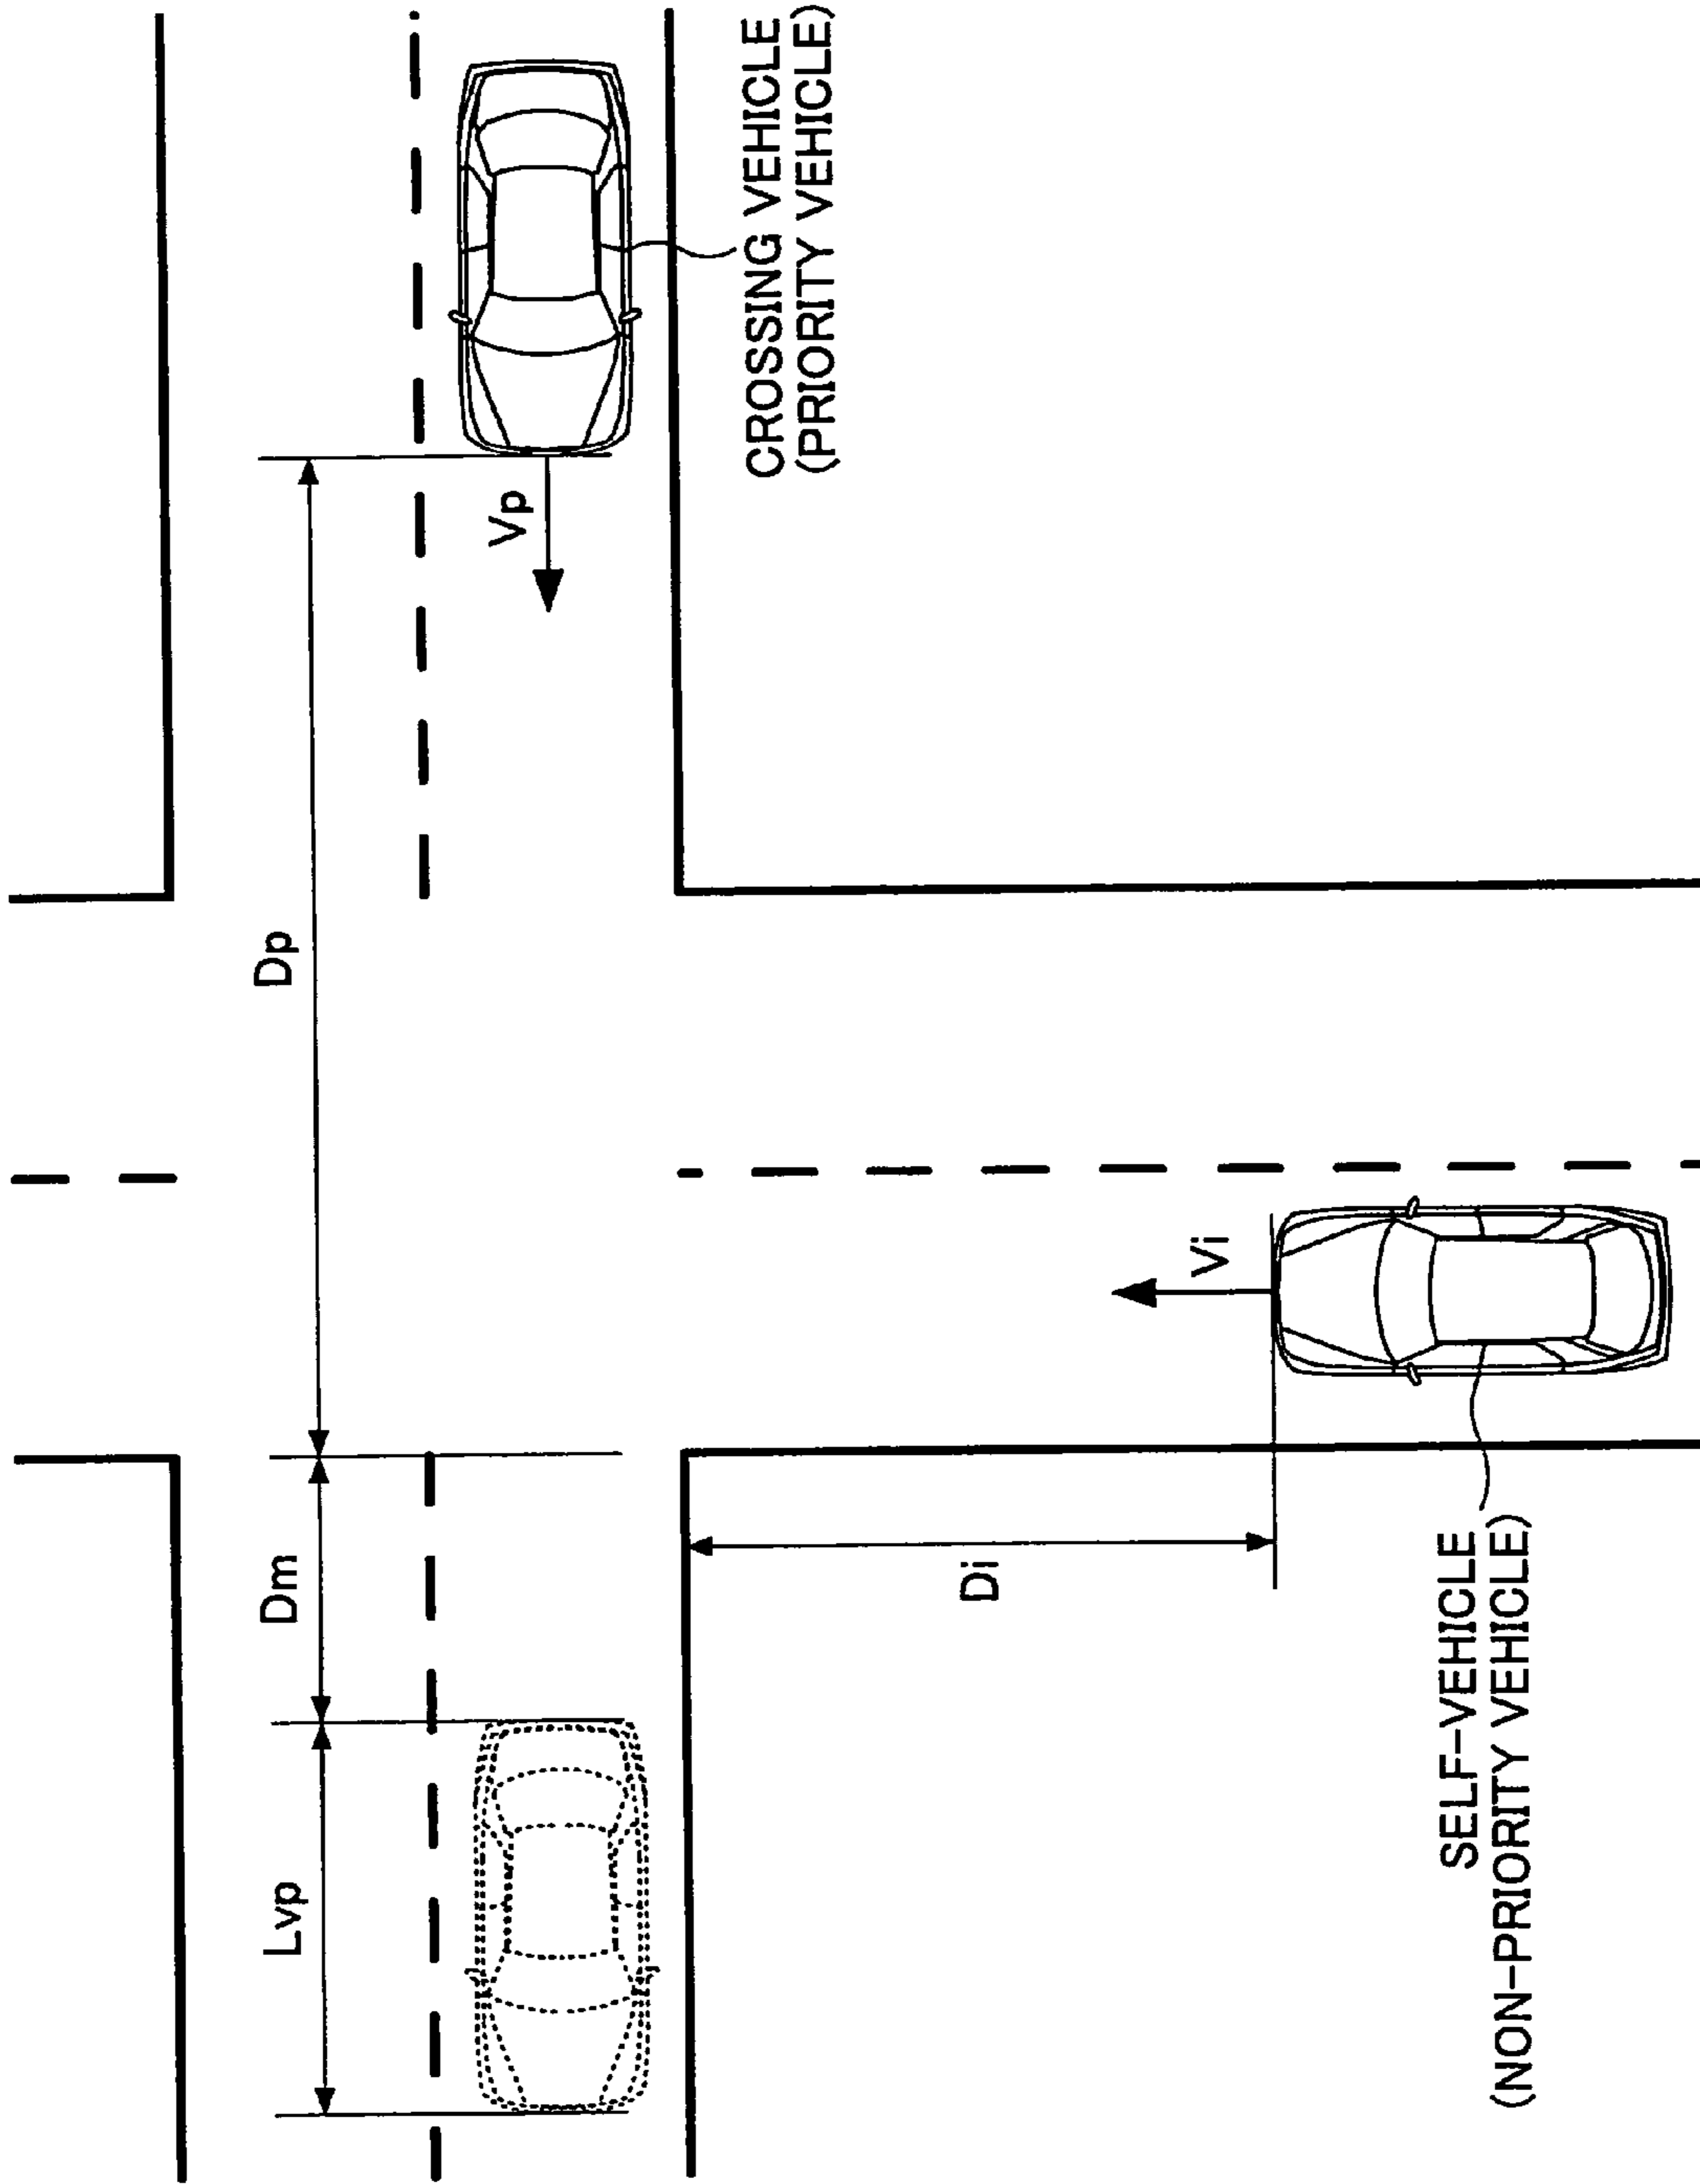 Lvp
Dm
Dp
Vp
CROSSING VEHICLE
(PRIORITY VEHICLE)
Di
Vi
SELF-VEHICLE
(NON-PRIORITY VEHICLE)